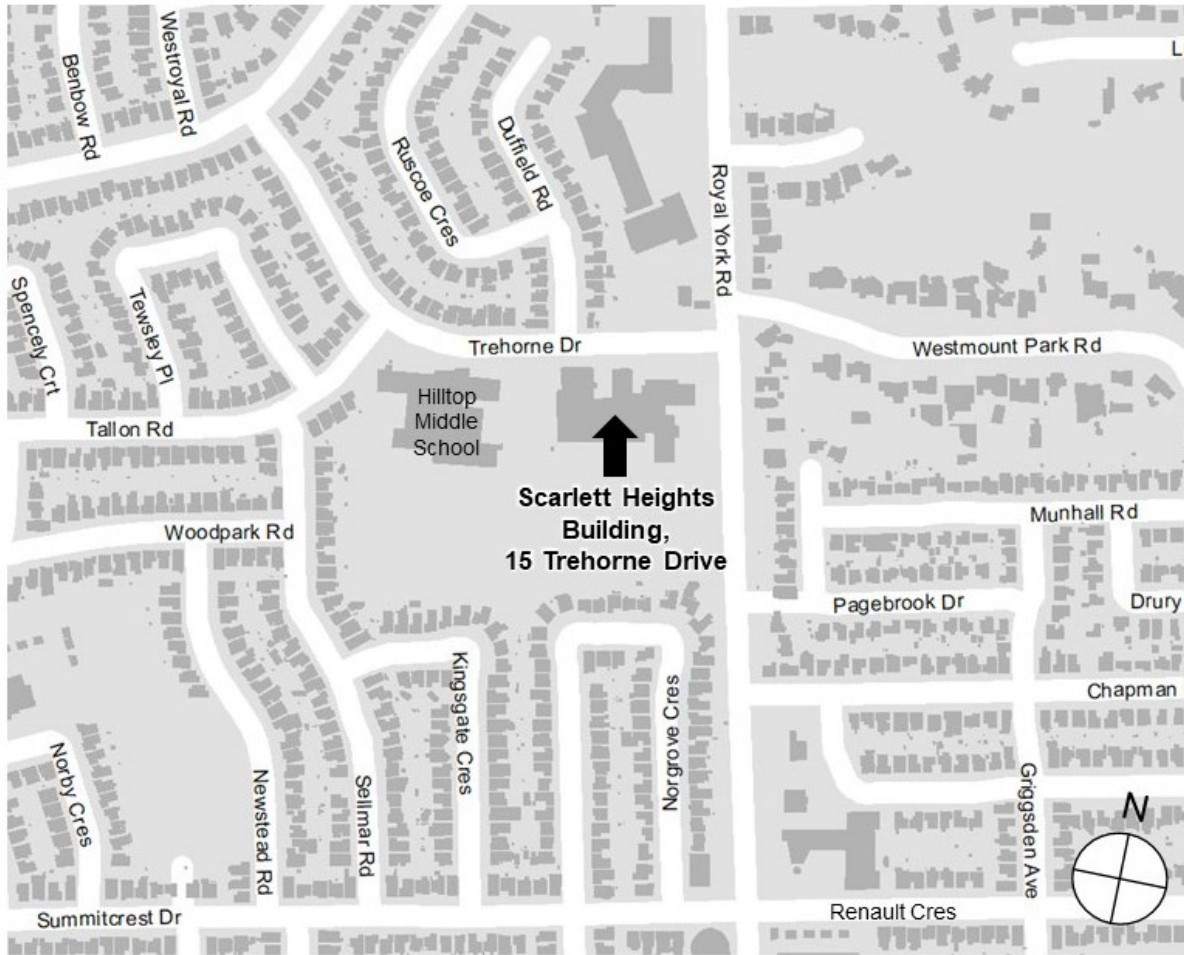 Benbow Rd
Westroyal Rd
L
Ruscoe Cres
Duffield Rd
Royal York Rd
Spencely Crt
Tewsley Pl
Trehorne Dr
Westmount Park Rd
Tallon Rd
Hilltop
Middle
School
Scarlett Heights
Building,
15 Trehorne Drive
Woodpark Rd
Munhall Rd
Pagebrook Dr
Drury
Kingsgate Cres
Norgrove Cres
Chapman
Norby Cres
Newstead Rd
Sellmar Rd
Griggsden Ave
N
Summitcrest Dr
Renault Cres